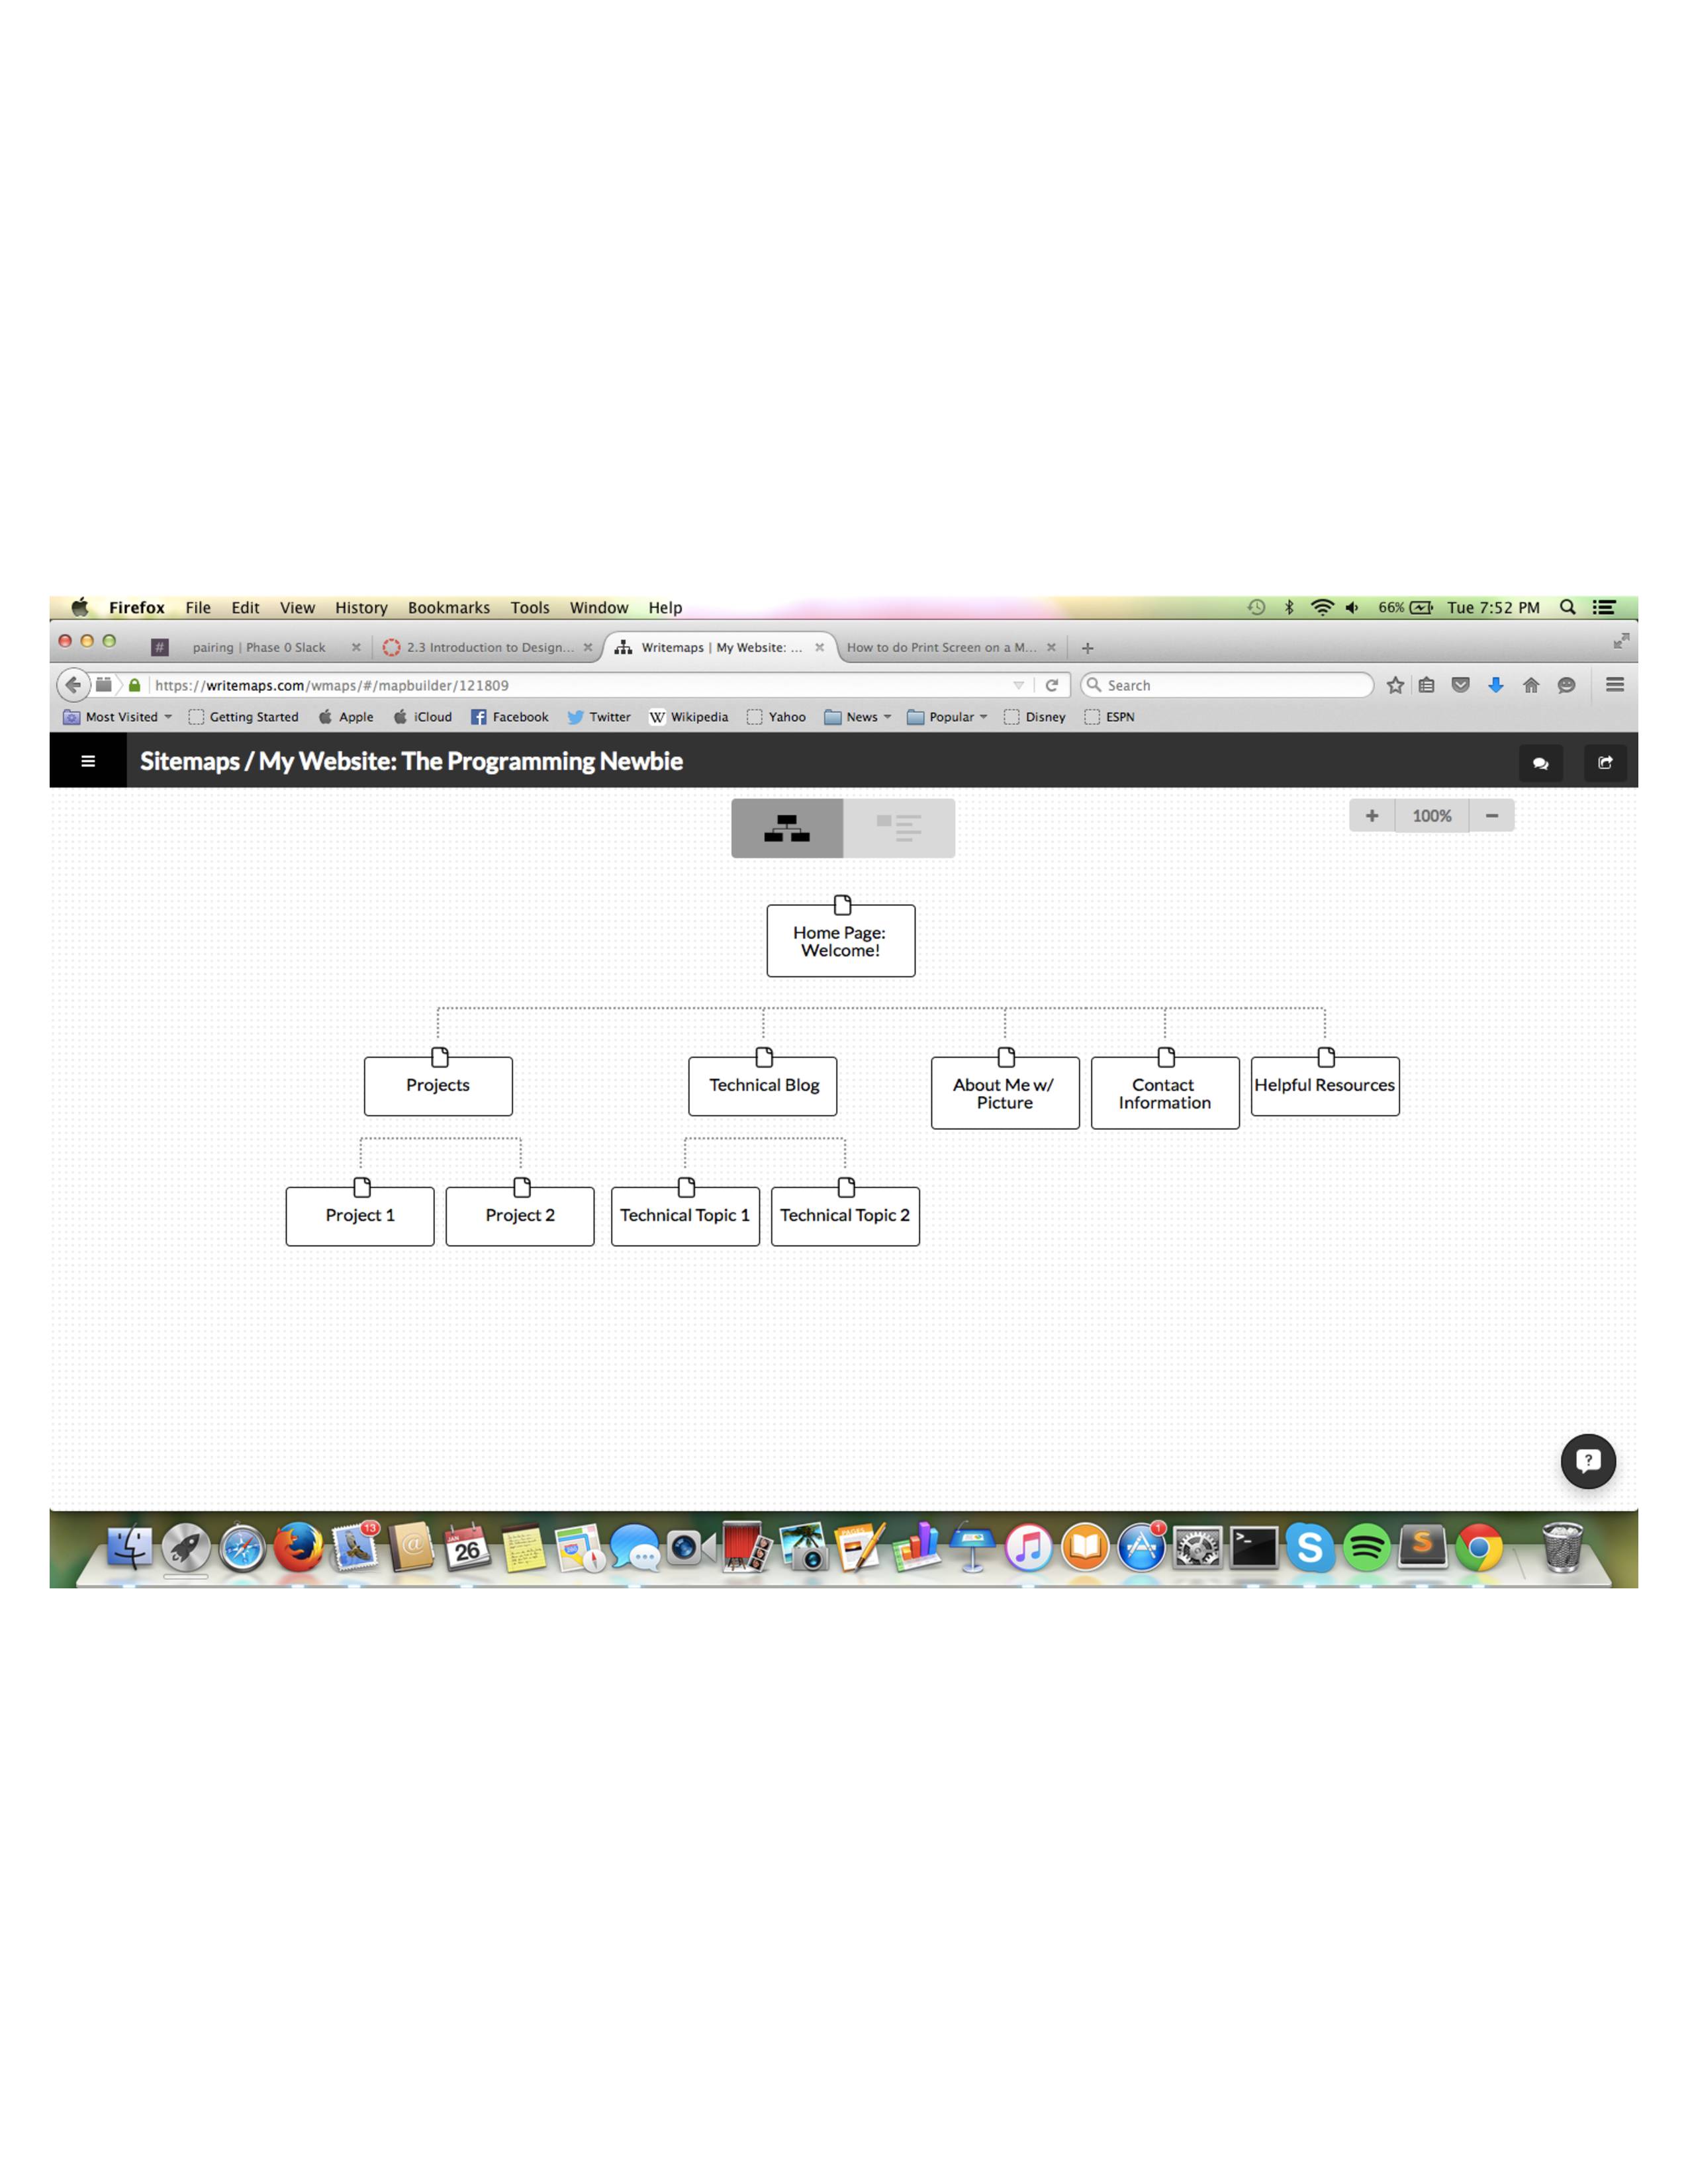 Firefox File Edit View History Bookmarks Tools Window Help 66% Tue 7:52 PM
# pairing | Phase 0 Slack 2.3 Introduction to Design... Writemaps | My Website: ... How to do Print Screen on a M...
https://writemaps.com/wmaps/#/mapbuilder/121809 Search
Most Visited Getting Started Apple iCloud Facebook Twitter W Wikipedia Yahoo News Popular Disney ESPN
Sitemaps / My Website: The Programming Newbie
+ 100% −
Home Page:
Welcome!
Projects
Technical Blog
About Me w/
Picture
Contact
Information
Helpful Resources
Project 1
Project 2
Technical Topic 1
Technical Topic 2
?
13 @ JAN 26 PAGES 1 >_ S S